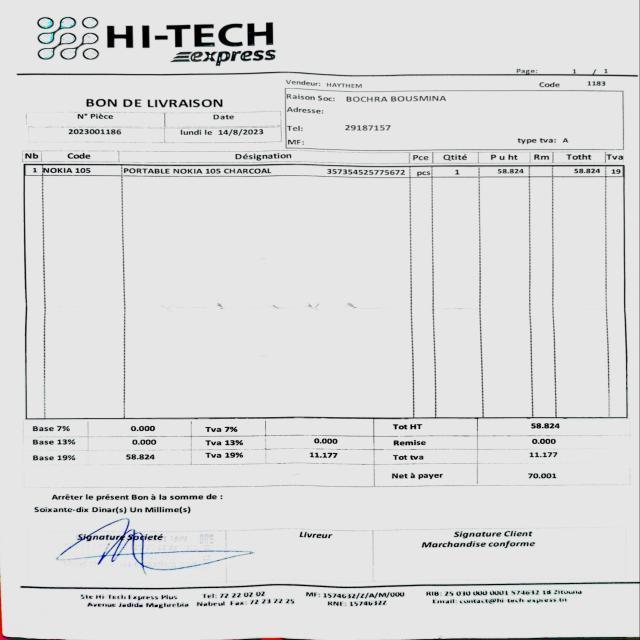 HI-TECH
express
Page: 1 / 1
Vendeur: HAYTHEM Code 1183
BON DE LIVRAISON
N° Pièce Date
2023001186 lundi le 14/8/2023
Raison Soc: BOCHRA BOUSMINA
Adresse:
Tel: 29187157
MF: type tva: A
Nb Code Désignation Pce Qtité P u ht Rm Totht Tva
1 NOKIA 105 PORTABLE NOKIA 105 CHARCOAL 357354525775672 pcs 1 58.824 58.824 19
Base 7% 0.000 Tva 7% Tot HT 58.824
Base 13% 0.000 Tva 13% 0.000 Remise 0.000
Base 19% 58.824 Tva 19% 11.177 Tot tva 11.177
Net à payer 70.001
Arrêter le présent Bon à la somme de :
Soixante-dix Dinar(s) Un Millime(s)
Signature Societé Livreur Signature Client
Marchandise conforme
Ste Hi Tech Express Plus Tel: 72 22 02 02 MF: 1574632/Z/A/M/000 RIB: 25 030 000 0001 574632 18 Zitouna
Avenue Jedida Maghrebia Nabeul Fax: 72 23 22 25 RNE: 1574632Z Email: contact@hi-tech-express.tn